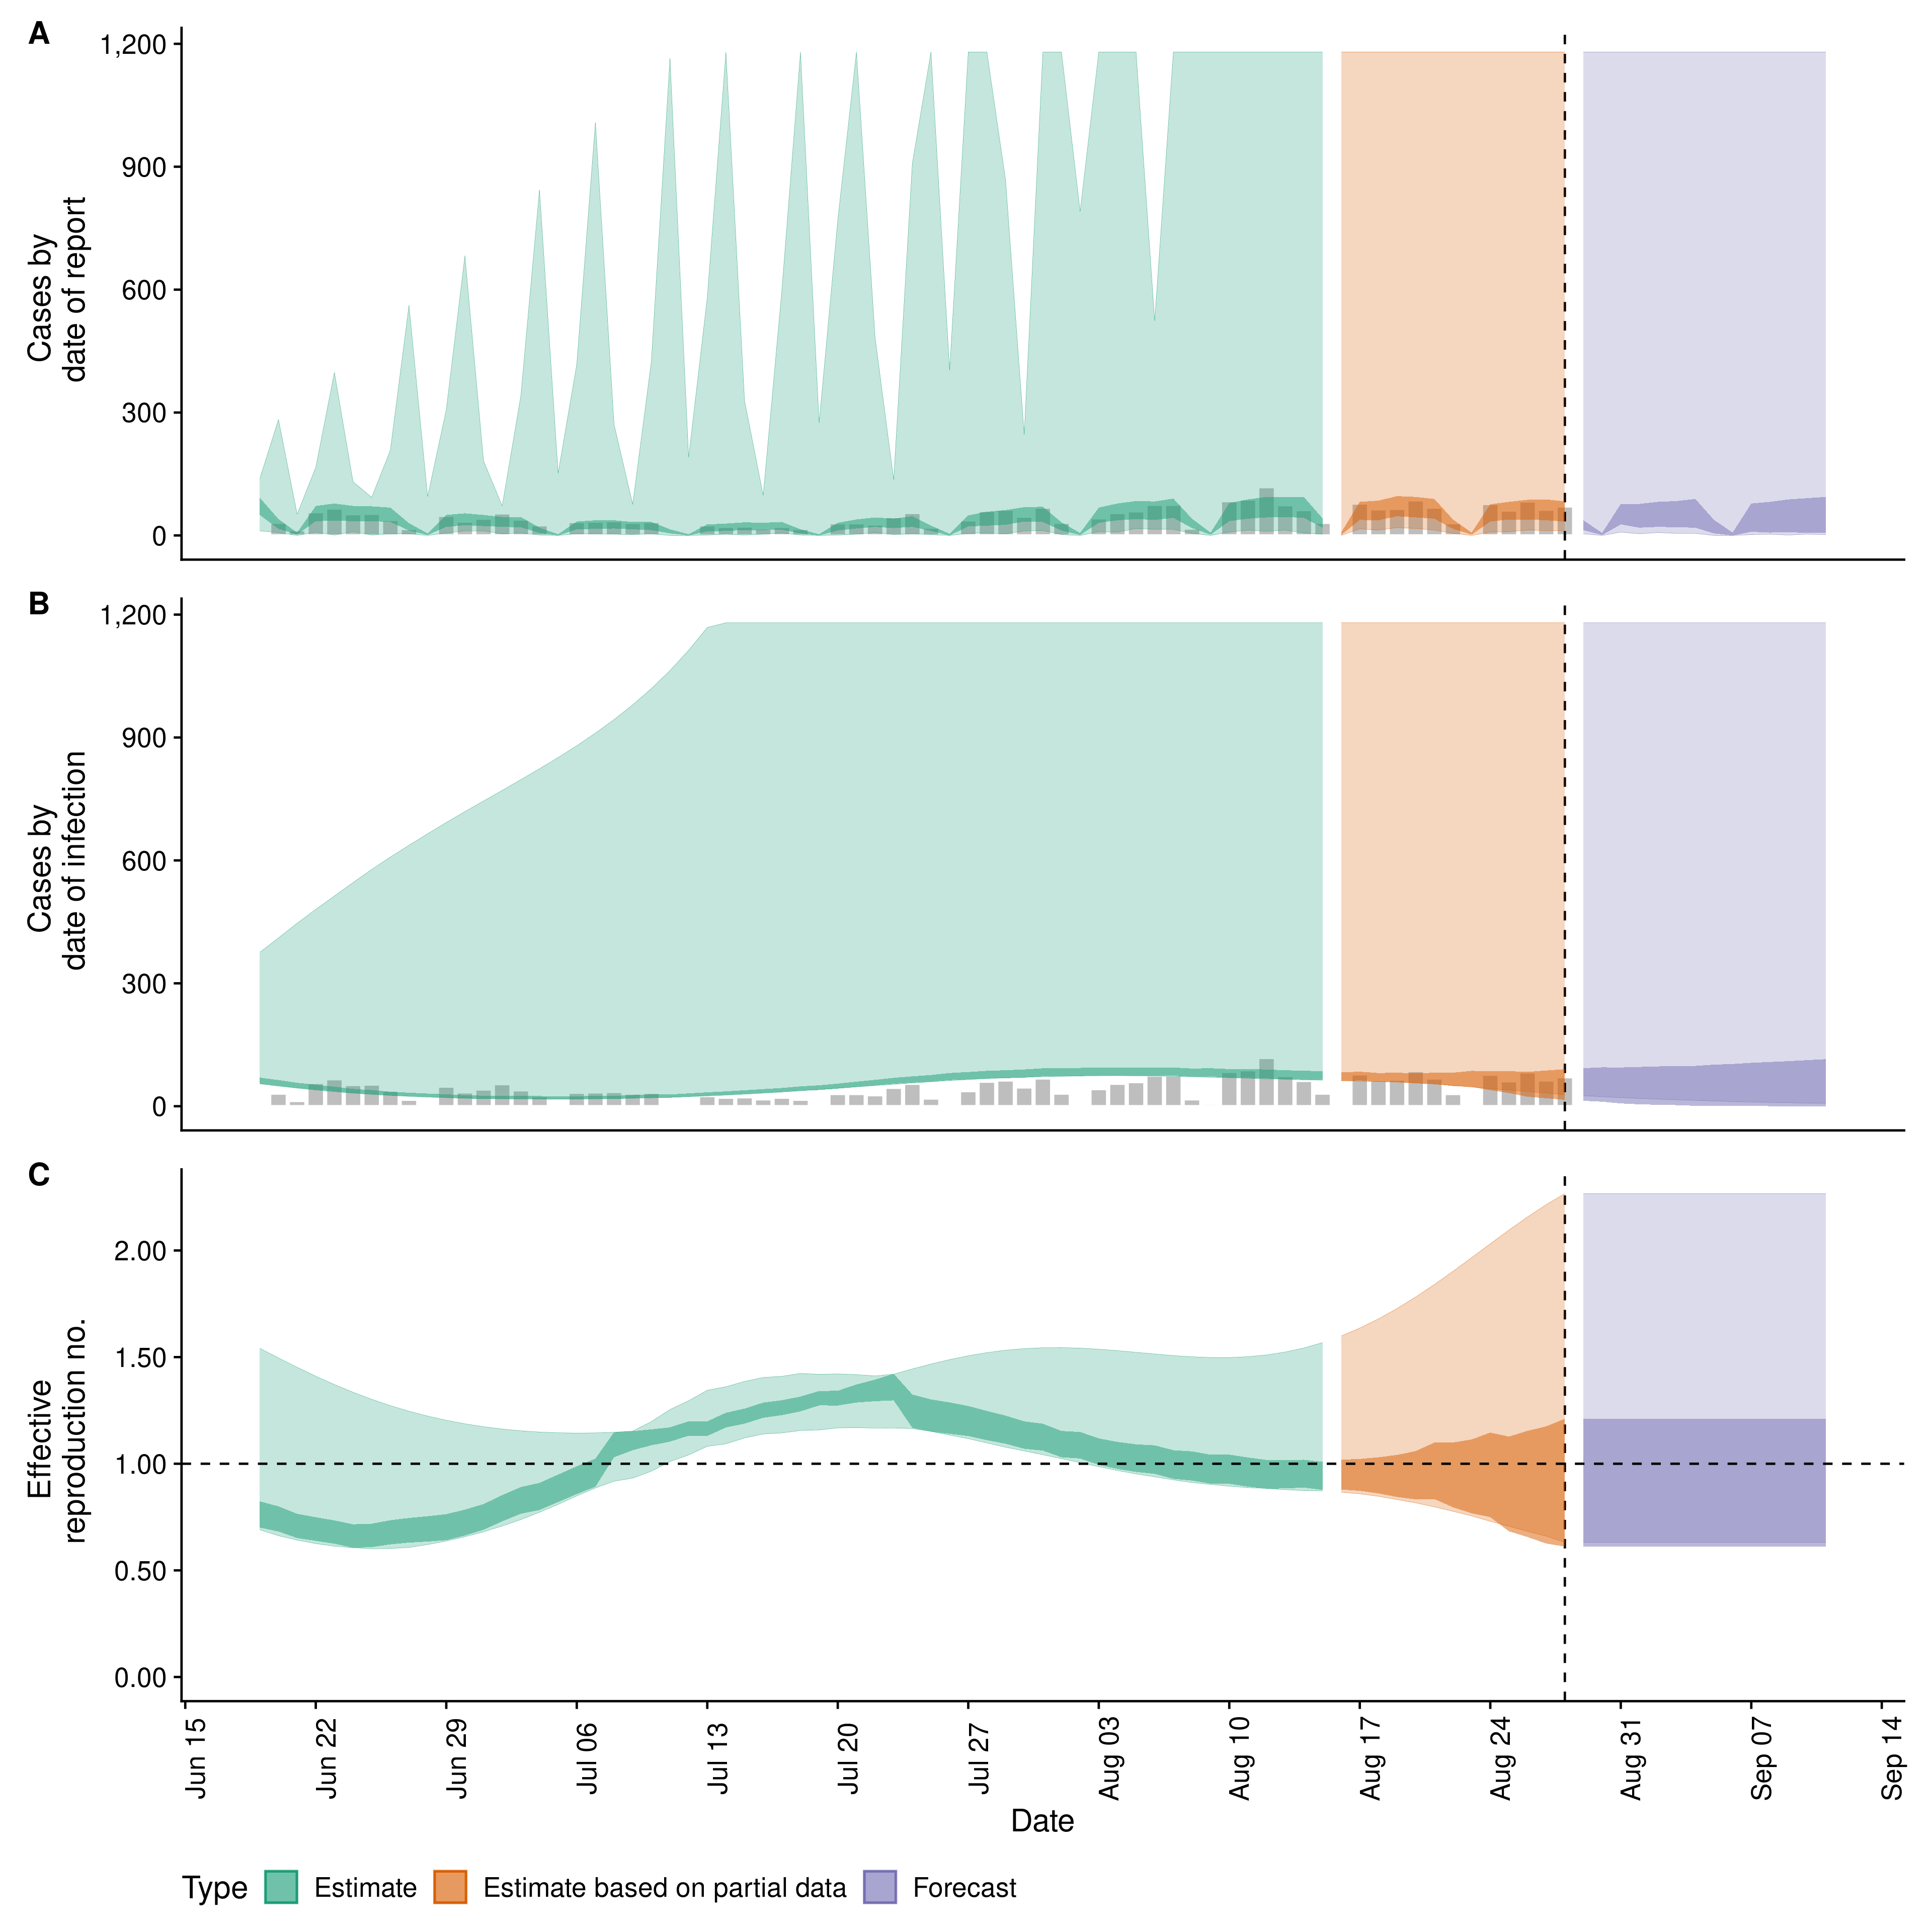 A
1,200
900
600
300
0
Cases by
date of report
B
1,200
900
600
300
0
Cases by
date of infection
C
2.00
1.50
1.00
0.50
0.00
Effective
reproduction no.
Jun 15
Jun 22
Jun 29
Jul 06
Jul 13
Jul 20
Jul 27
Aug 03
Aug 10
Aug 17
Aug 24
Aug 31
Sep 07
Sep 14
Date
Type Estimate Estimate based on partial data Forecast